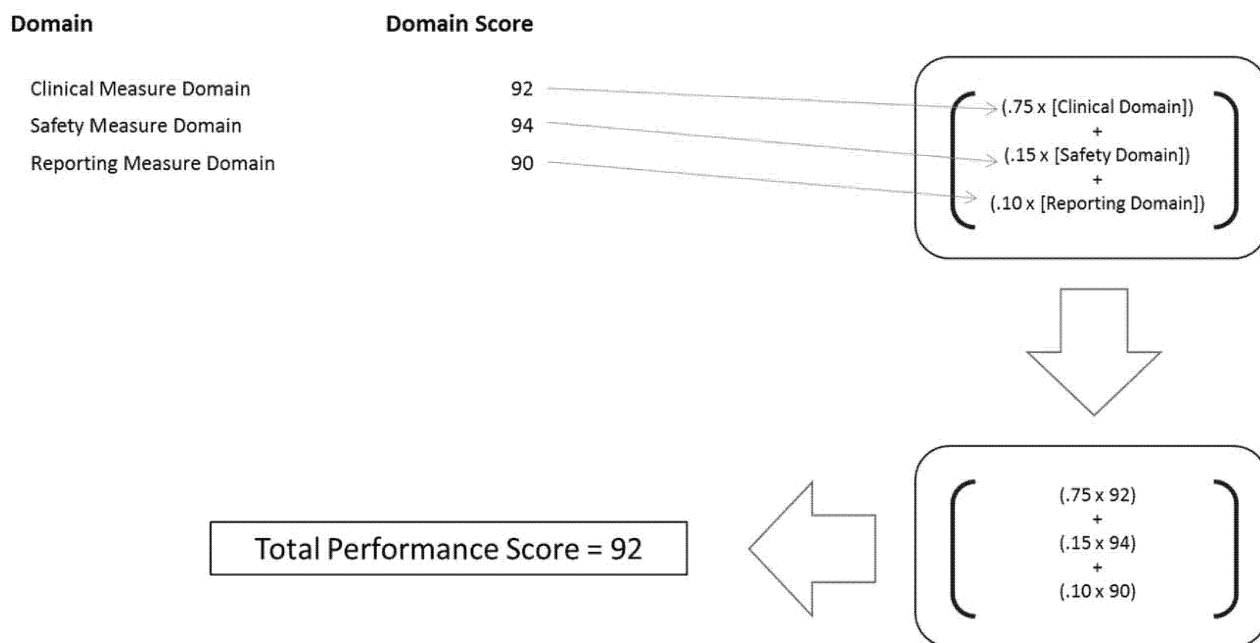 Domain Domain Score
Clinical Measure Domain 92
Safety Measure Domain 94
Reporting Measure Domain 90
(.75 x [Clinical Domain])
+
(.15 x [Safety Domain])
+
(.10 x [Reporting Domain])
(.75 x 92)
+
(.15 x 94)
+
(.10 x 90)
Total Performance Score = 92